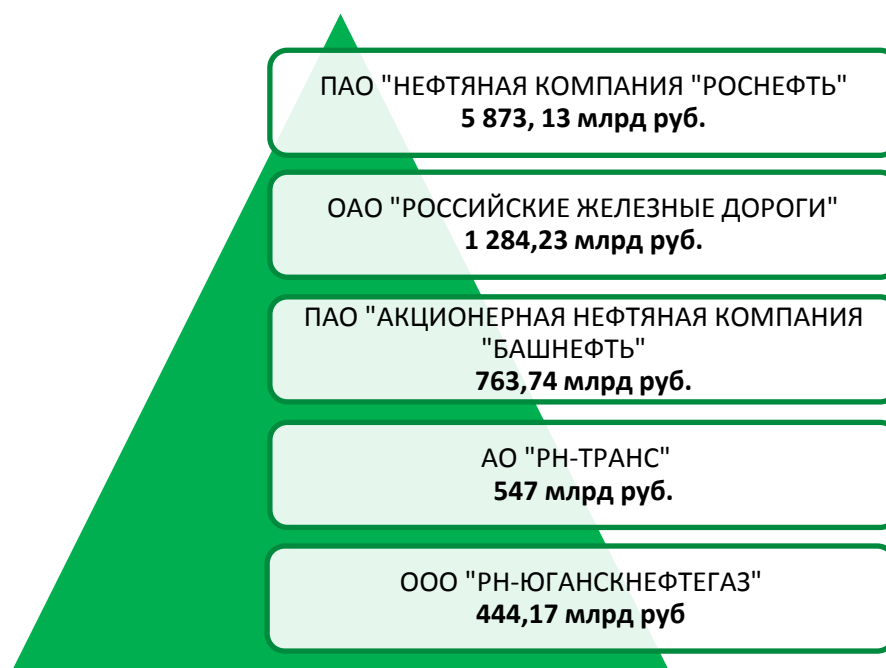 ПАО "НЕФТЯНАЯ КОМПАНИЯ "РОСНЕФТЬ"
5 873, 13 млрд руб.
ОАО "РОССИЙСКИЕ ЖЕЛЕЗНЫЕ ДОРОГИ"
1 284,23 млрд руб.
ПАО "АКЦИОНЕРНАЯ НЕФТЯНАЯ КОМПАНИЯ
"БАШНЕФТЬ"
763,74 млрд руб.
АО "РН-ТРАНС"
547 млрд руб.
ООО "РН-ЮГАНСКНЕФТЕГАЗ"
444,17 млрд руб